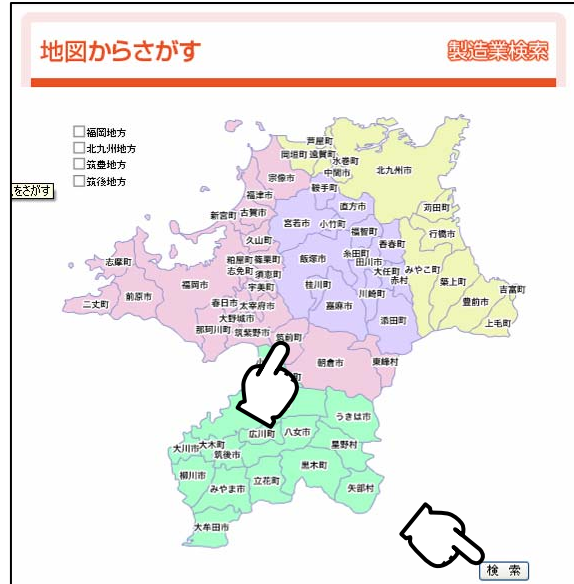 地図からさがす
製造業検索
福岡地方
北九州地方
筑豊地方
筑後地方
をさがす
芦屋町
岡垣町
遠賀町
水巻町
中間市
北九州市
宗像市
鞍手町
福津市
直方市
苅田町
新宮町
古賀市
宮若市
小竹町
福智町
行橋市
香春町
久山町
飯塚市
糸田町
田川市
志摩町
粕屋町
篠栗町
大任町
みやこ町
志免町
須恵町
赤村
築上町
吉富町
二丈町
前原市
福岡市
宇美町
桂川町
川崎町
豊前市
春日市
太宰府市
嘉麻市
添田町
上毛町
大野城市
那珂川町
筑紫野市
筑前町
朝倉市
東峰村
町
うきは市
大川市
大木町
広川町
八女市
星野村
筑後市
柳川市
みやま市
立花町
黒木町
矢部村
大牟田市
検 索